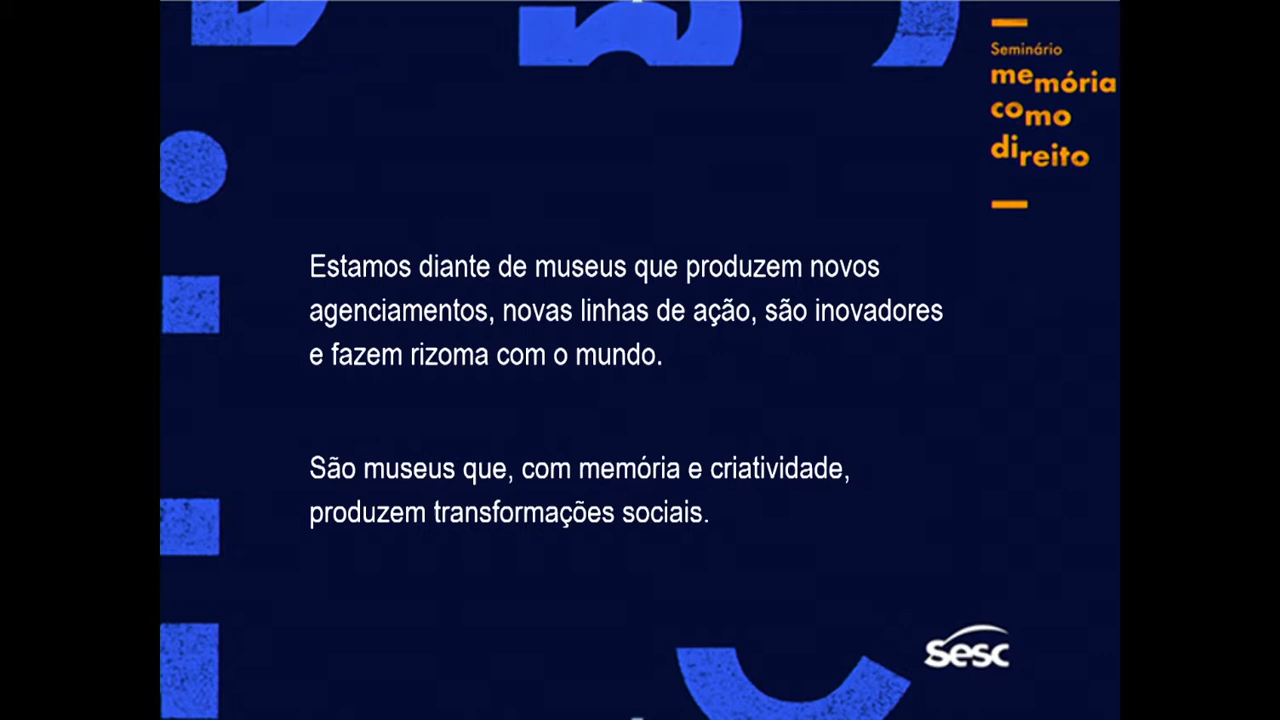 Seminário
memória
como
direito
Estamos diante de museus que produzem novos
agenciamentos, novas linhas de ação, são inovadores
e fazem rizoma com o mundo.
São museus que, com memória e criatividade,
produzem transformações sociais.
Sesc